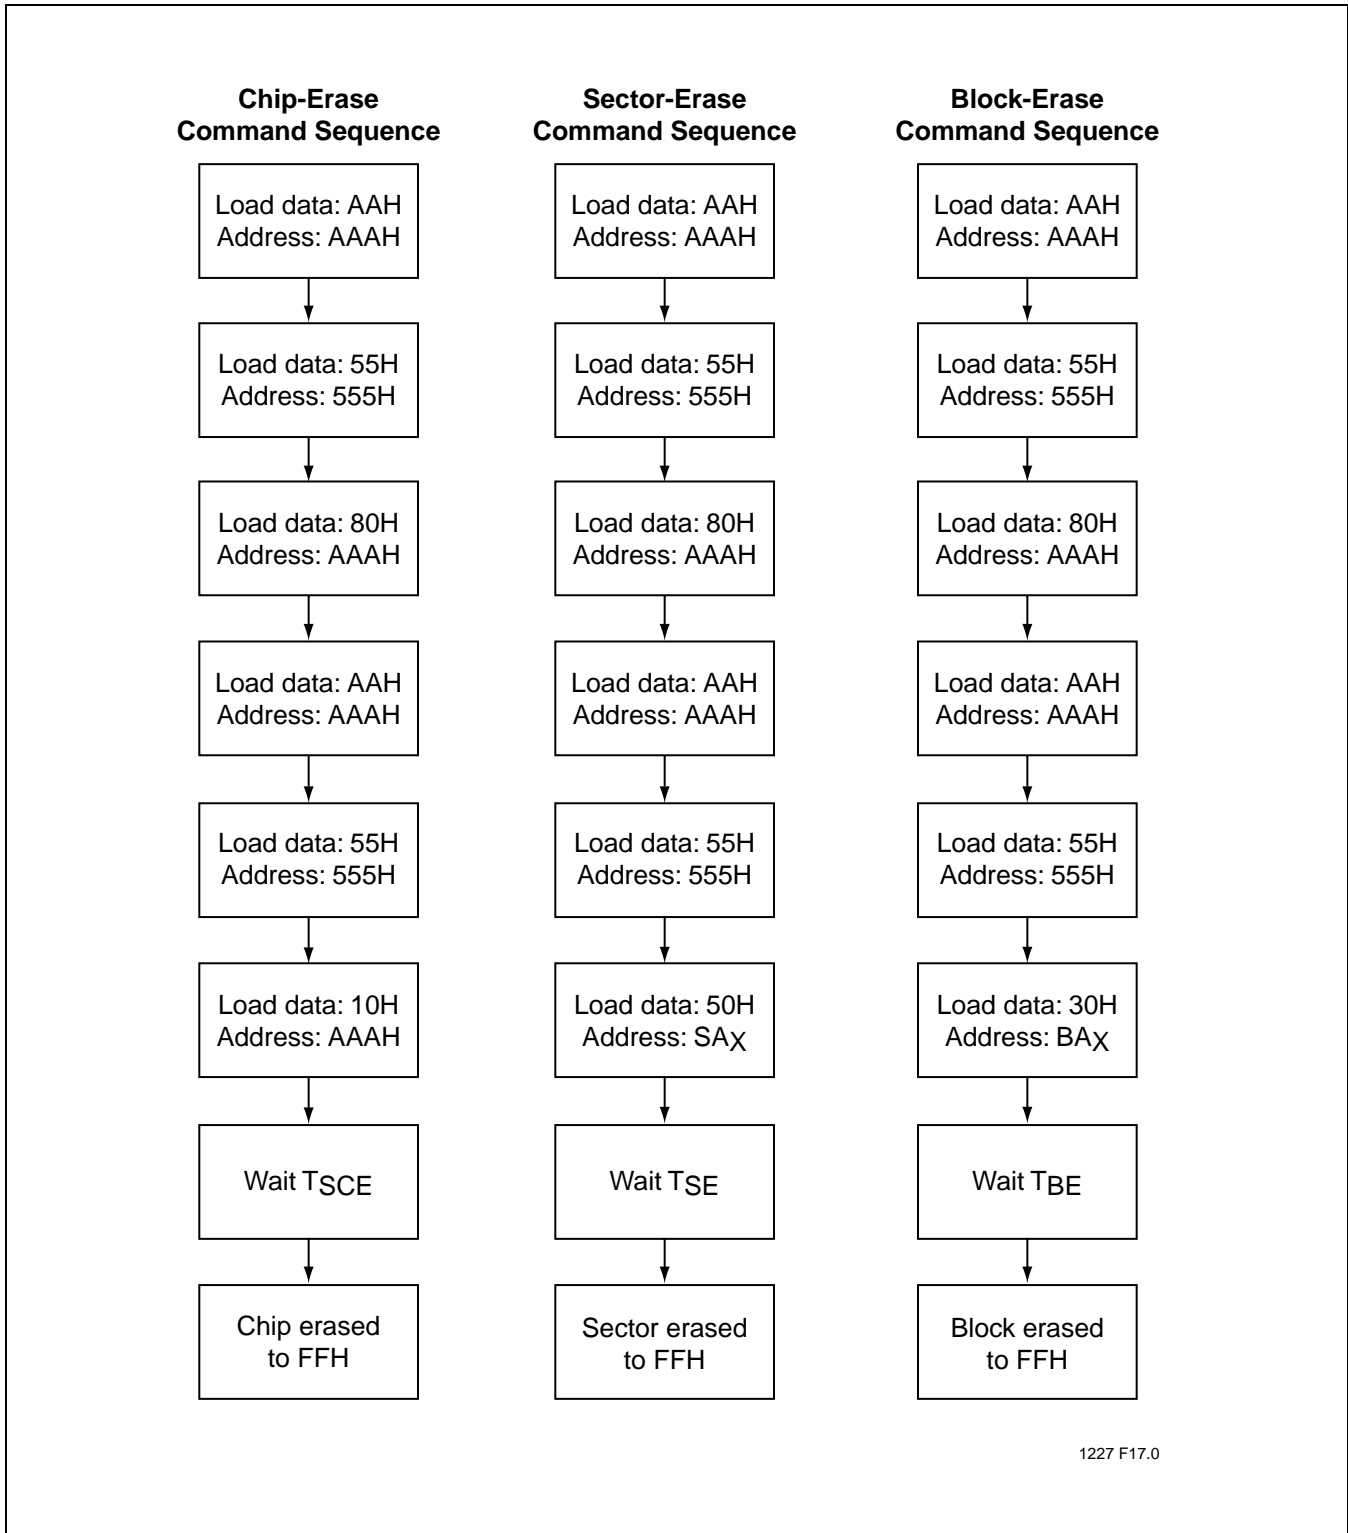 Chip-Erase
Command Sequence
Load data: AAH
Address: AAAH
Load data: 55H
Address: 555H
Load data: 80H
Address: AAAH
Load data: AAH
Address: AAAH
Load data: 55H
Address: 555H
Load data: 10H
Address: AAAH
Wait TSCE
Chip erased
to FFH
Sector-Erase
Command Sequence
Load data: AAH
Address: AAAH
Load data: 55H
Address: 555H
Load data: 80H
Address: AAAH
Load data: AAH
Address: AAAH
Load data: 55H
Address: 555H
Load data: 50H
Address: SAX
Wait TSE
Sector erased
to FFH
Block-Erase
Command Sequence
Load data: AAH
Address: AAAH
Load data: 55H
Address: 555H
Load data: 80H
Address: AAAH
Load data: AAH
Address: AAAH
Load data: 55H
Address: 555H
Load data: 30H
Address: BAX
Wait TBE
Block erased
to FFH
1227 F17.0